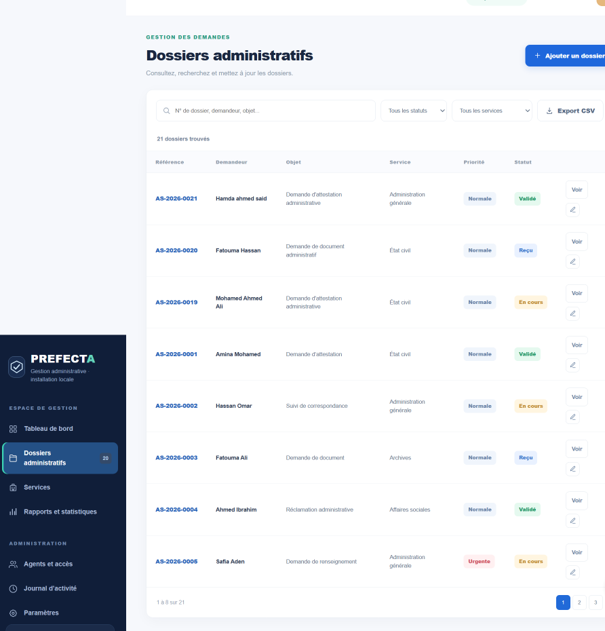 GESTION DES DEMANDES
Dossiers administratifs
Consultez, recherchez et mettez à jour les dossiers.
+ Ajouter un dossier
N° de dossier, demandeur, objet...
Tous les statuts
Tous les services
Export CSV
21 dossiers trouvés
Référence Demandeur Objet Service Priorité Statut
AS-2026-0021 Hamda ahmed said Demande d'attestation administrative Administration générale Normale Validé Voir
AS-2026-0020 Fatouma Hassan Demande de document administratif État civil Normale Reçu Voir
AS-2026-0019 Mohamed Ahmed Ali Demande d'attestation administrative État civil Normale En cours Voir
AS-2026-0001 Amina Mohamed Demande d'attestation État civil Normale Validé Voir
AS-2026-0002 Hassan Omar Suivi de correspondance Administration générale Normale En cours Voir
AS-2026-0003 Fatouma Ali Demande de document Archives Normale Reçu Voir
AS-2026-0004 Ahmed Ibrahim Réclamation administrative Affaires sociales Normale Validé Voir
AS-2026-0005 Safia Aden Demande de renseignement Administration générale Urgente En cours Voir
1 à 8 sur 21
1 2 3
PREFECTA
Gestion administrative ·
installation locale
ESPACE DE GESTION
Tableau de bord
Dossiers
administratifs
20
Services
Rapports et statistiques
ADMINISTRATION
Agents et accès
Journal d'activité
Paramètres